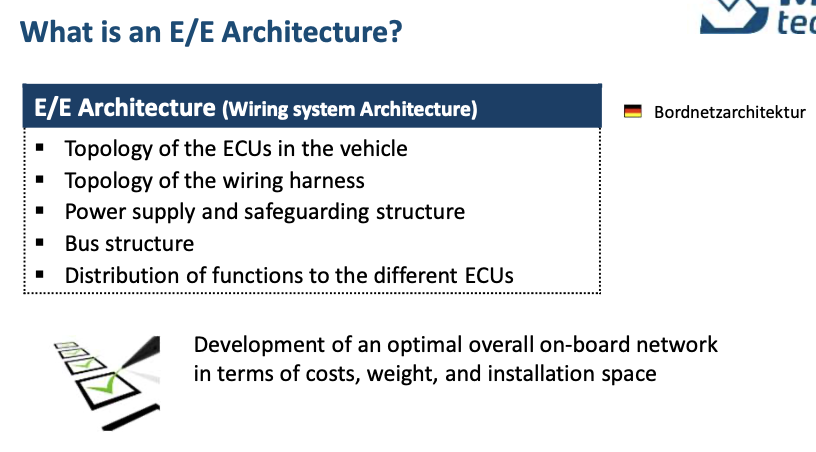 What is an E/E Architecture?
E/E Architecture (Wiring system Architecture)
Bordnetzarchitektur
▪ Topology of the ECUs in the vehicle
▪ Topology of the wiring harness
▪ Power supply and safeguarding structure
▪ Bus structure
▪ Distribution of functions to the different ECUs
Development of an optimal overall on-board network
in terms of costs, weight, and installation space